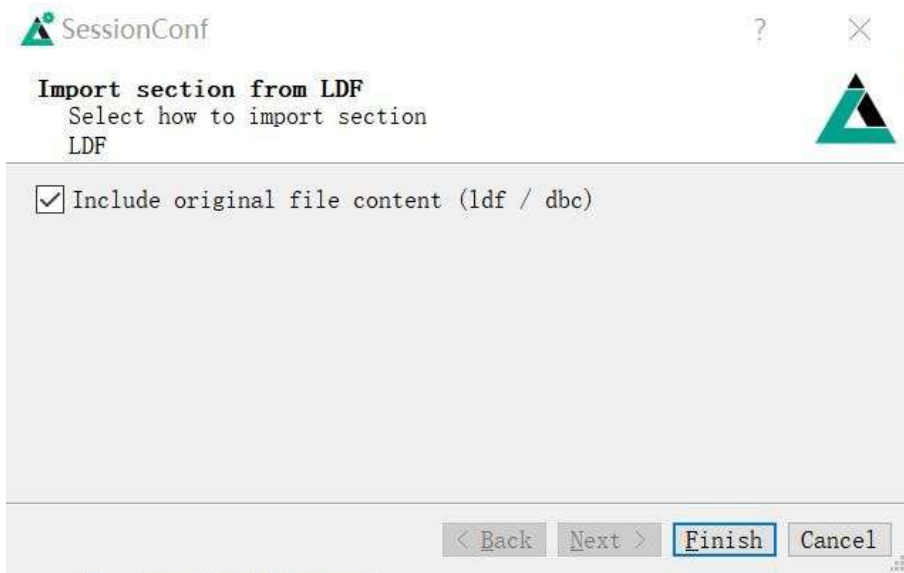 SessionConf
?
Import section from LDF
Select how to import section
LDF
Include original file content (ldf / dbc)
< Back Next > Finish Cancel